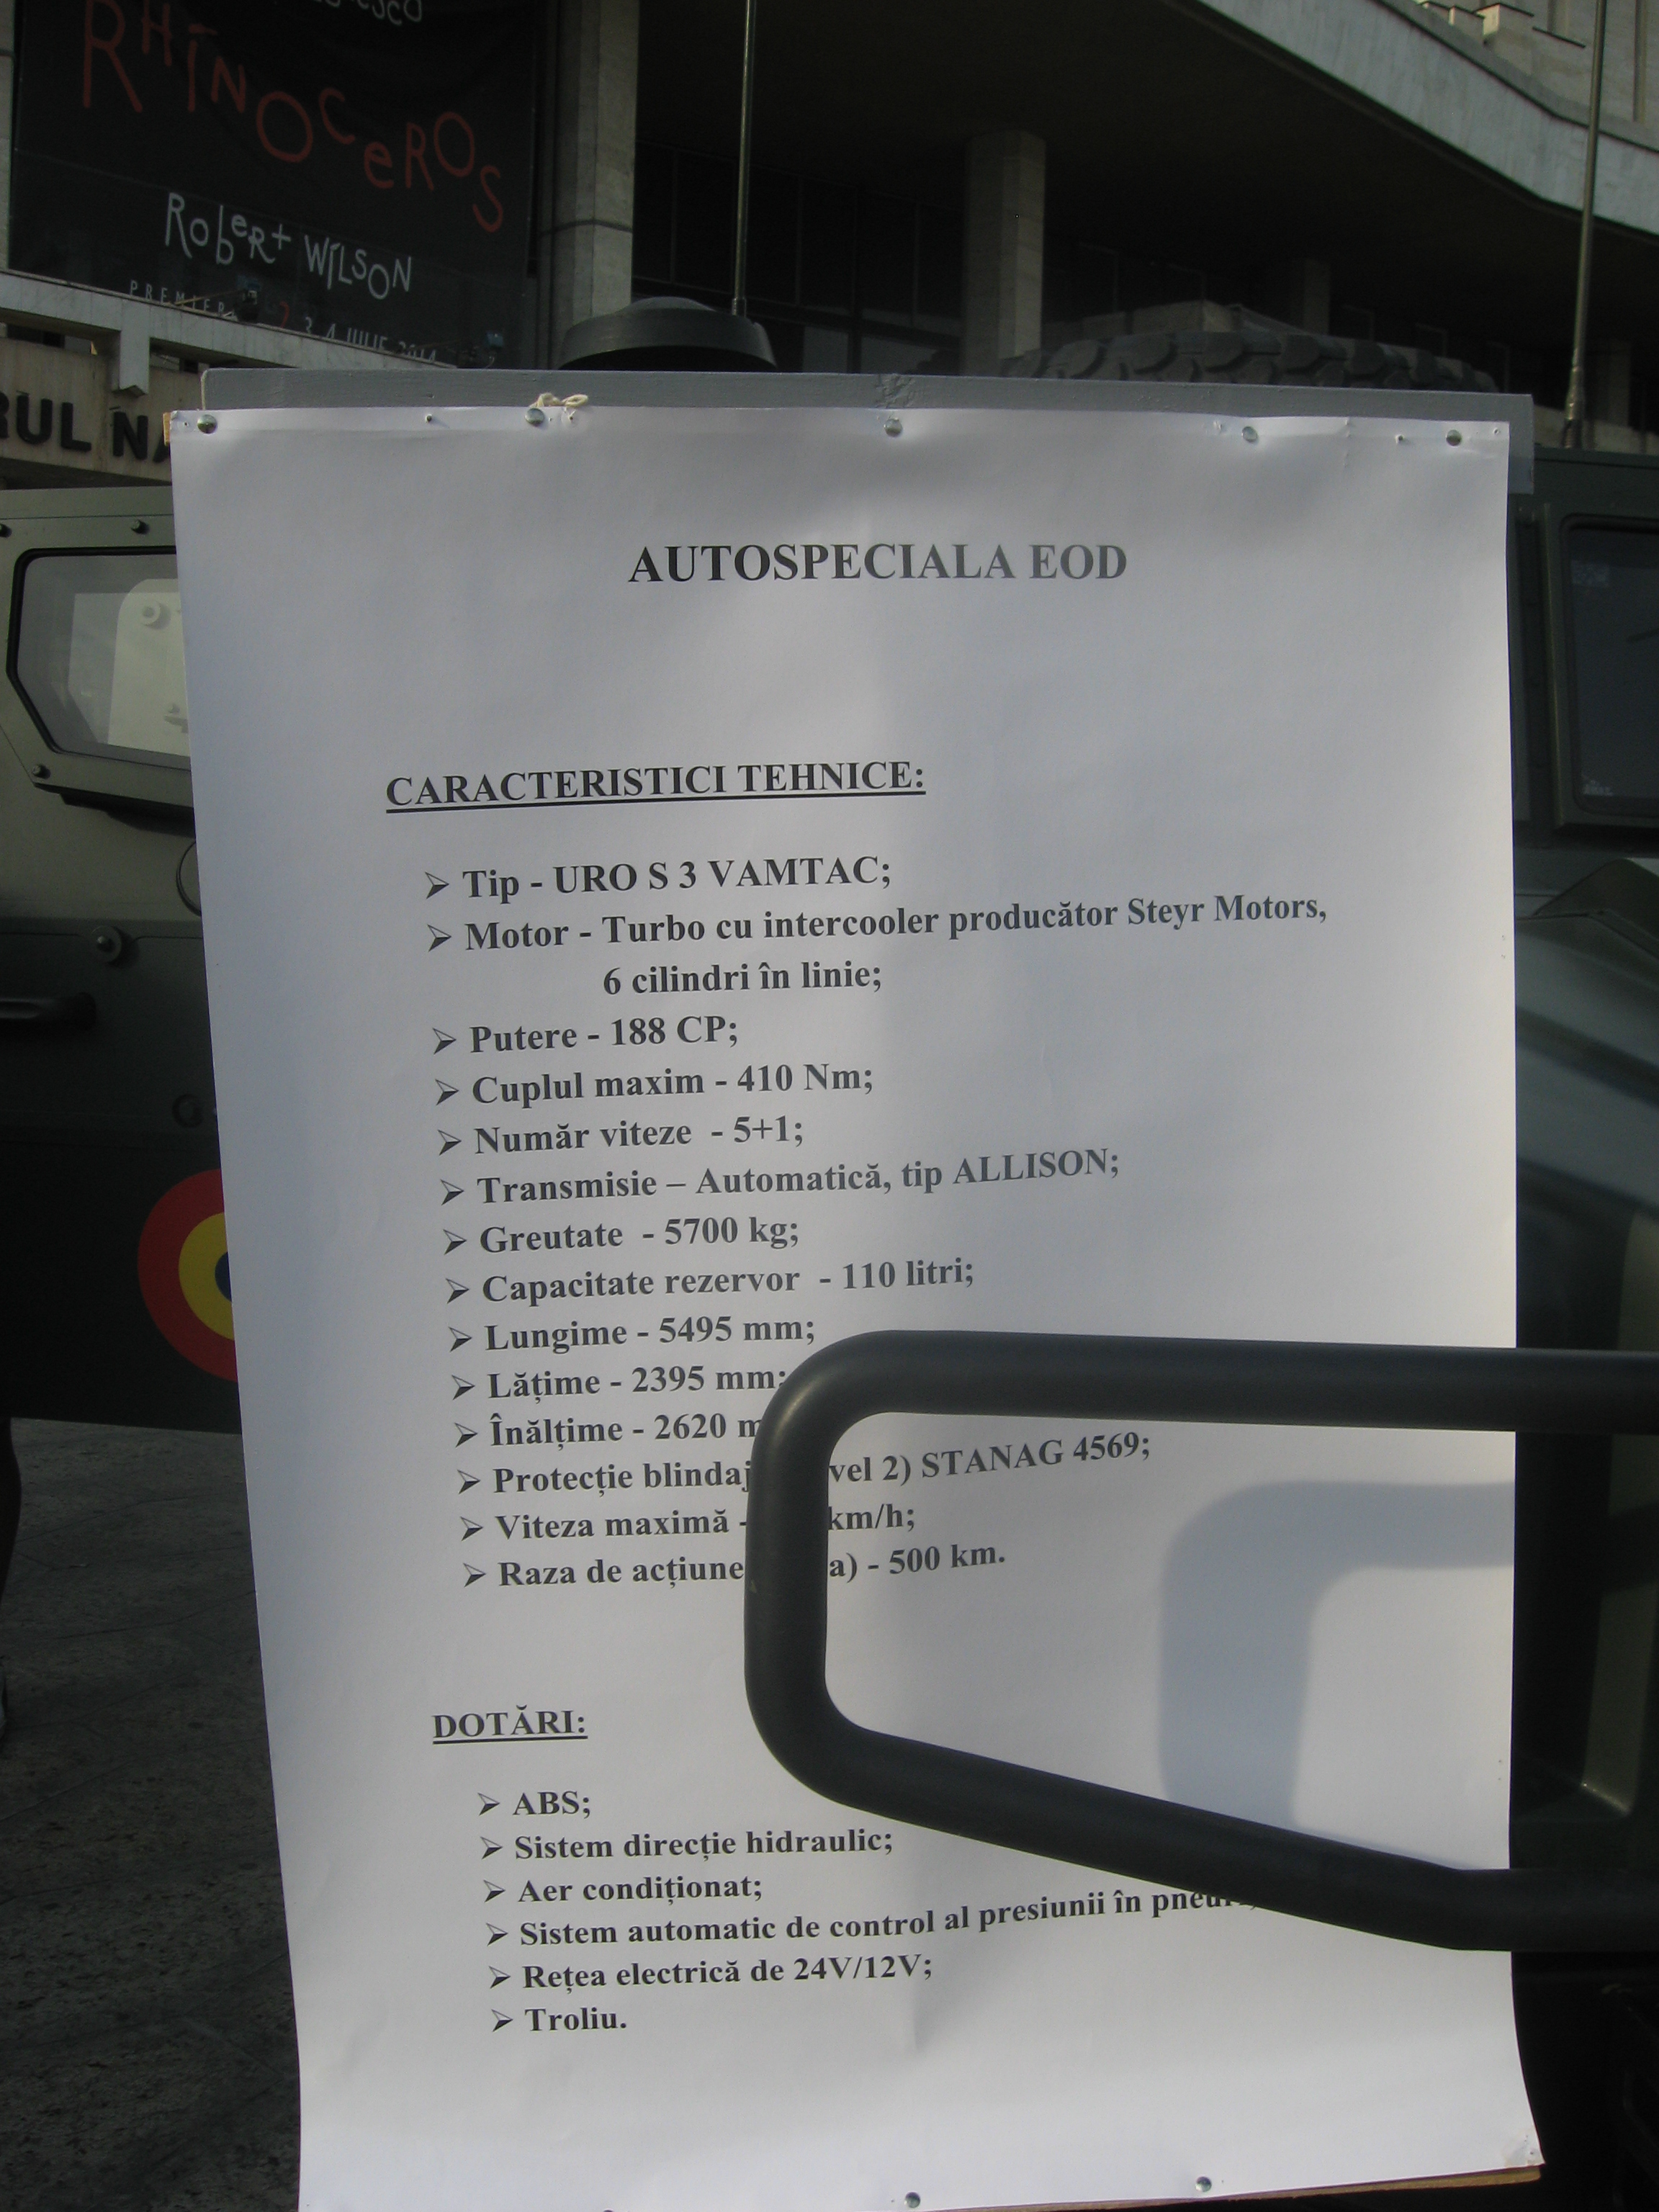 RHINOCEROS
Robert WILSON
3 4 IULIE 2014
RUL NA
AUTOSPECIALA EOD
CARACTERISTICI TEHNICE:
➢ Tip - URO S 3 VAMTAC;
➢ Motor - Turbo cu intercooler producător Steyr Motors,
6 cilindri în linie;
➢ Putere - 188 CP;
➢ Cuplul maxim - 410 Nm;
➢ Număr viteze - 5+1;
➢ Transmisie – Automatică, tip ALLISON;
➢ Greutate - 5700 kg;
➢ Capacitate rezervor - 110 litri;
➢ Lungime - 5495 mm;
➢ Lățime - 2395 mm;
➢ Înălțime - 2620 m
➢ Protecție blindaj vel 2) STANAG 4569;
➢ Viteza maximă - km/h;
➢ Raza de acțiune a) - 500 km.
DOTĂRI:
➢ ABS;
➢ Sistem direcție hidraulic;
➢ Aer condiționat;
➢ Sistem automatic de control al presiunii în
➢ Rețea electrică de 24V/12V;
➢ Troliu.